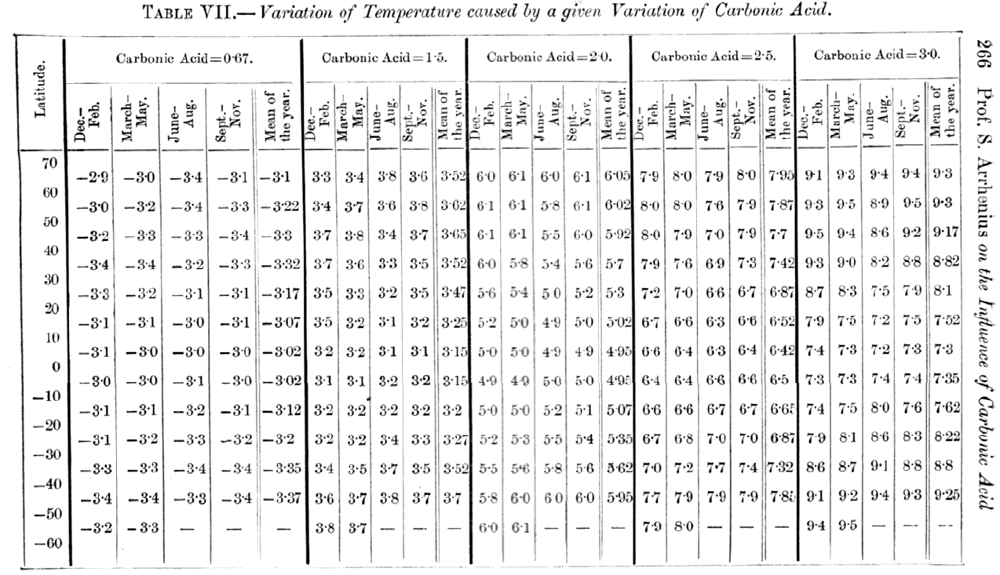 TABLE VII.—Variation of Temperature caused by a given Variation of Carbonic Acid.
Latitude. Carbonic Acid=0·67. Carbonic Acid=1·5. Carbonic Acid=2·0. Carbonic Acid=2·5. Carbonic Acid=3·0.
Dec.–Feb. March–May. June–Aug. Sept.–Nov. Mean of the year. Dec.–Feb. March–May. June–Aug. Sept.–Nov. Mean of the year. Dec.–Feb. March–May. June–Aug. Sept.–Nov. Mean of the year. Dec.–Feb. March–May. June–Aug. Sept.–Nov. Mean of the year. Dec.–Feb. March–May. June–Aug. Sept.–Nov. Mean of the year.
70
−2·9 −3·0 −3·4 −3·1 −3·1 3·3 3·4 3·8 3·6 3·52 6·0 6·1 6·0 6·1 6·05 7·9 8·0 7·9 8·0 7·95 9·1 9·3 9·4 9·4 9·3
60
−3·0 −3·2 −3·4 −3·3 −3·22 3·4 3·7 3·6 3·8 3·62 6·1 6·1 5·8 6·1 6·02 8·0 8·0 7·6 7·9 7·87 9·3 9·5 8·9 9·5 9·3
50
−3·2 −3·3 −3·3 −3·4 −3·3 3·7 3·8 3·4 3·7 3·65 6·1 6·1 5·5 6·0 5·92 8·0 7·9 7·0 7·9 7·7 9·5 9·4 8·6 9·2 9·17
40
−3·4 −3·4 −3·2 −3·3 −3·32 3·7 3·6 3·3 3·5 3·52 6·0 5·8 5·4 5·6 5·7 7·9 7·6 6·9 7·3 7·42 9·3 9·0 8·2 8·8 8·82
30
−3·3 −3·2 −3·1 −3·1 −3·17 3·5 3·3 3·2 3·5 3·47 5·6 5·4 5 0 5·2 5·3 7·2 7·0 6·6 6·7 6·87 8·7 8·3 7·5 7·9 8·1
20
−3·1 −3·1 −3·0 −3·1 −3·07 3·5 3·2 3·1 3·2 3·25 5·2 5·0 4·9 5·0 5·02 6·7 6·6 6·3 6·6 6·52 7·9 7·5 7·2 7·5 7·52
10
−3·1 −3·0 −3·0 −3·0 −3·02 3·2 3·2 3·1 3·1 3·15 5·0 5·0 4·9 4·9 4·95 6·6 6·4 6·3 6·4 6·42 7·4 7·3 7·2 7·3 7·3
0
−3·0 −3·0 −3·1 −3·0 −3·02 3·1 3·1 3·2 3·2 3·15 4·9 4·9 5·0 5·0 4·95 6·4 6·4 6·6 6·6 6·5 7·3 7·3 7·4 7·4 7·35
−10
−3·1 −3·1 −3·2 −3·1 −3·12 3·2 3·2 3·2 3·2 3·2 5·0 5·0 5·2 5·1 5·07 6·6 6·6 6·7 6·7 6·65 7·4 7·5 8·0 7·6 7·62
−20
−3·1 −3·2 −3·3 −3·2 −3·2 3·2 3·2 3·4 3·3 3·27 5·2 5·3 5·5 5·4 5·35 6·7 6·8 7·0 7·0 6·87 7·9 8·1 8·6 8·3 8·22
−30
−3·3 −3·3 −3·4 −3·4 −3·35 3·4 3·5 3·7 3·5 3·52 5·5 5·6 5·8 5·6 5·62 7·0 7·2 7·7 7·4 7·32 8·6 8·7 9·1 8·8 8·8
−40
−3·4 −3·4 −3·3 −3·4 −3·37 3·6 3·7 3·8 3·7 3·7 5·8 6·0 6 0 6·0 5·95 7·7 7·9 7·9 7·9 7·85 9·1 9·2 9·4 9·3 9·25
−50
−3·2 −3·3 — — — 3·8 3·7 — — — 6·0 6·1 — — — 7·9 8·0 — — — 9·4 9·5 — — —
−60
266 Prof. S. Arrhenius on the Influence of Carbonic Acid